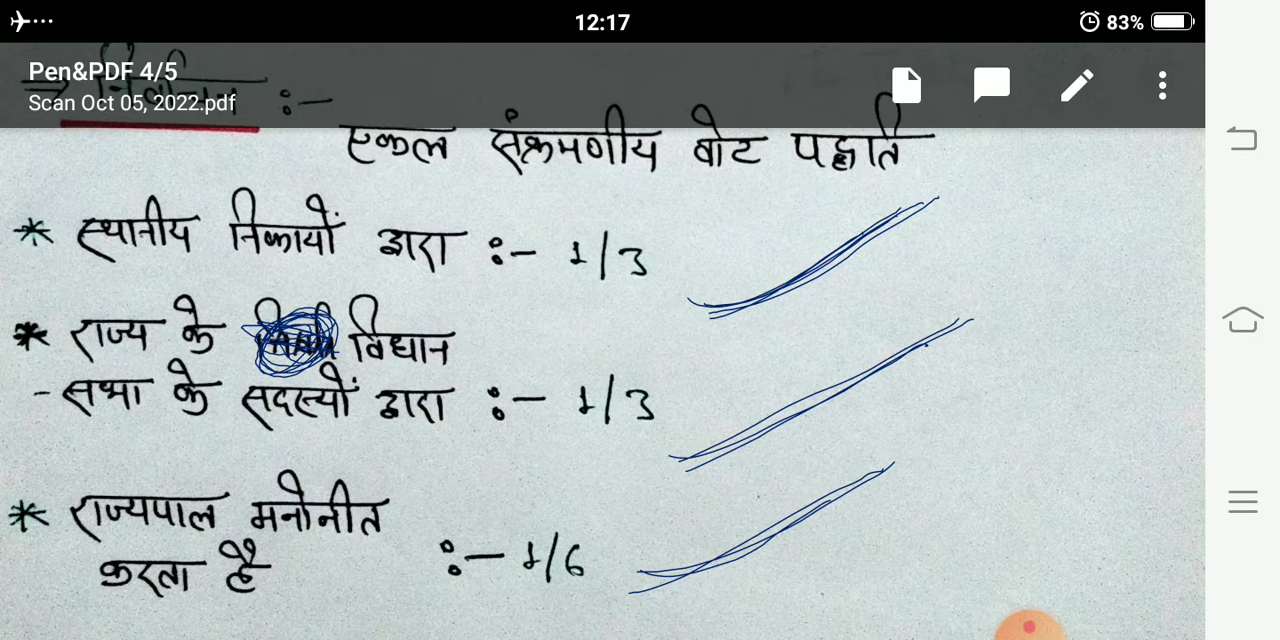 12:17
83%
Pen&PDF 4/5
Scan Oct 05, 2022.pdf
⇒ निर्वाचन :-
एकल संक्रमणीय वोट पद्धति
* स्थानीय निकायों द्वारा :- 1/3
* राज्य के विधान
- सभा के सदस्यों द्वारा :- 1/3
* राज्यपाल मनोनीत
करता है :- 1/6